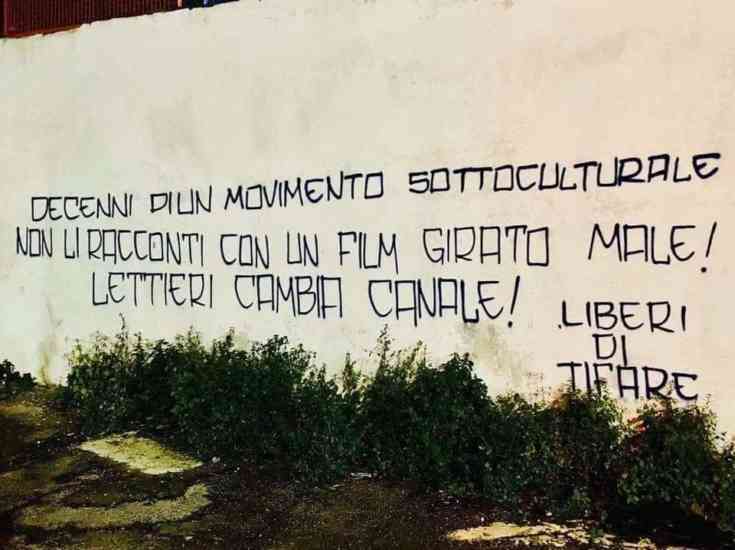 DECENNI DI UN MOVIMENTO SOTTOCULTURALE
NON LI RACCONTI CON UN FILM GIRATO MALE!
LETTIERI CAMBIA CANALE!
LIBERI
DI
TIFARE